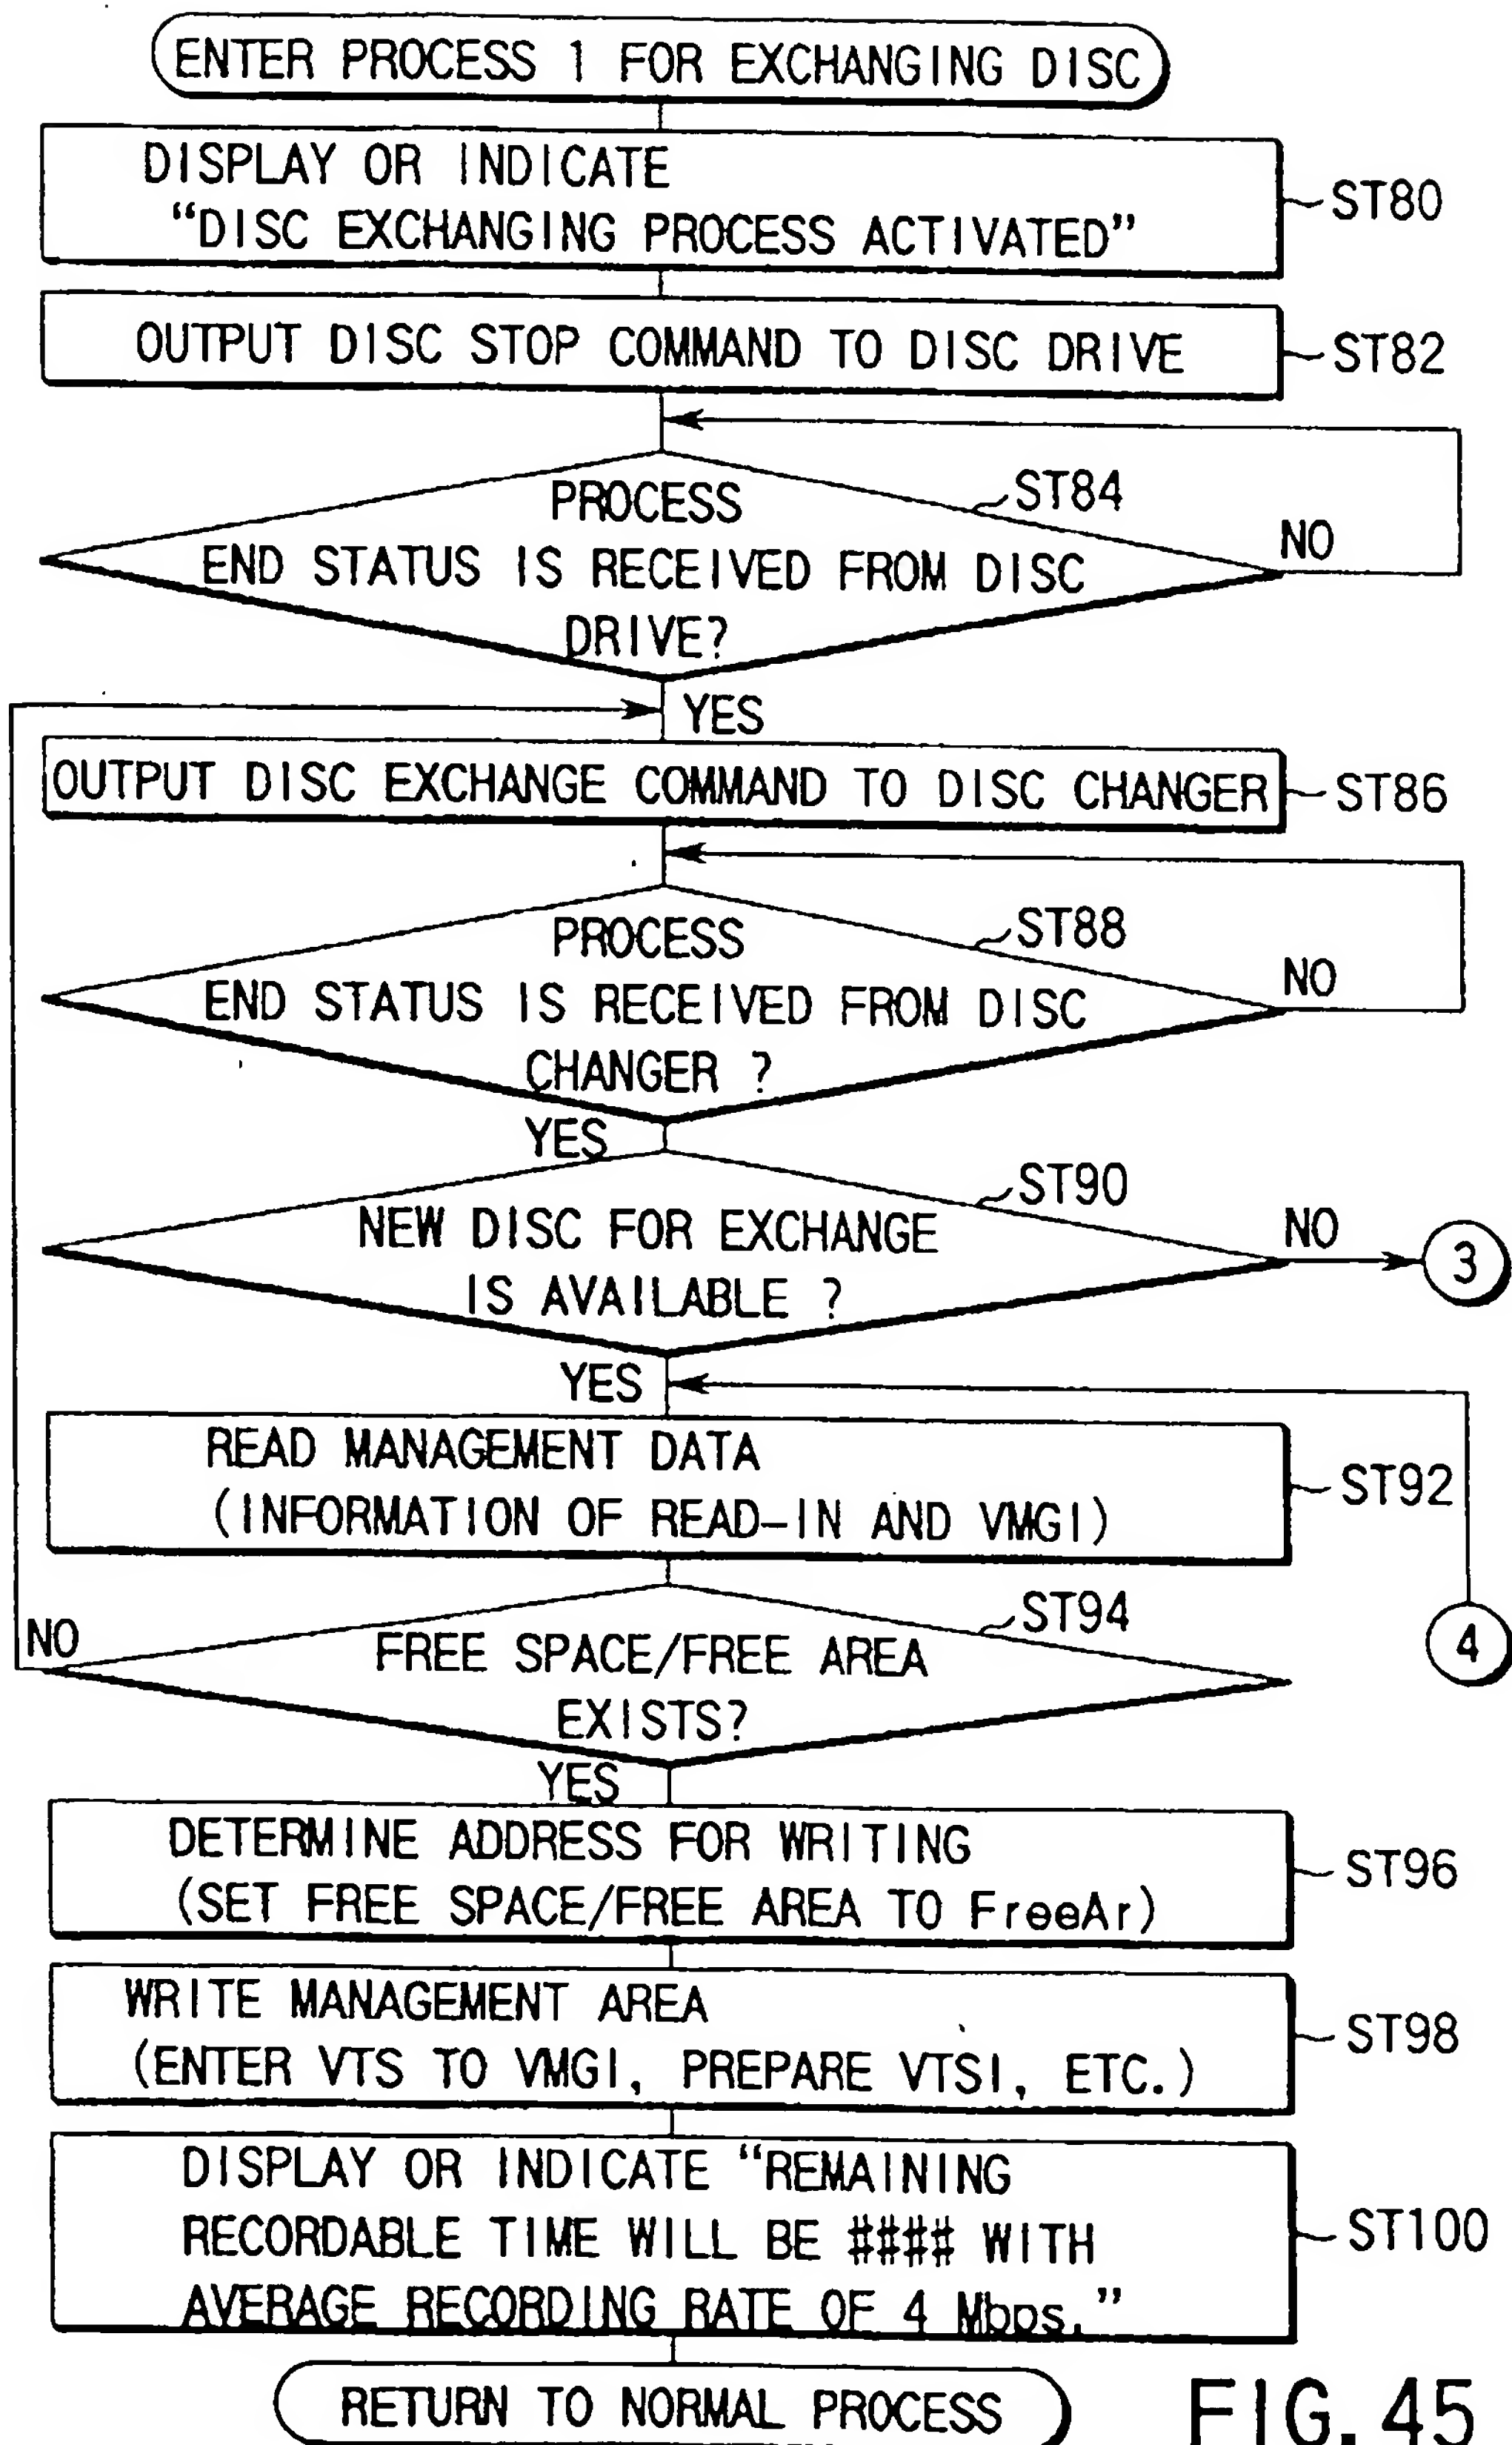 ENTER PROCESS 1 FOR EXCHANGING DISC
DISPLAY OR INDICATE
"DISC EXCHANGING PROCESS ACTIVATED"
ST80
OUTPUT DISC STOP COMMAND TO DISC DRIVE
ST82
ST84
PROCESS
END STATUS IS RECEIVED FROM DISC
DRIVE?
NO
YES
OUTPUT DISC EXCHANGE COMMAND TO DISC CHANGER
ST86
ST88
PROCESS
END STATUS IS RECEIVED FROM DISC
CHANGER ?
NO
YES
ST90
NEW DISC FOR EXCHANGE
IS AVAILABLE ?
NO
3
YES
READ MANAGEMENT DATA
(INFORMATION OF READ-IN AND VMGI)
ST92
ST94
NO
FREE SPACE/FREE AREA
EXISTS?
4
YES
DETERMINE ADDRESS FOR WRITING
(SET FREE SPACE/FREE AREA TO FreeAr)
ST96
WRITE MANAGEMENT AREA
(ENTER VTS TO VMGI, PREPARE VTSI, ETC.)
ST98
DISPLAY OR INDICATE "REMAINING
RECORDABLE TIME WILL BE #### WITH
AVERAGE RECORDING RATE OF 4 Mbps."
ST100
RETURN TO NORMAL PROCESS
FIG. 45